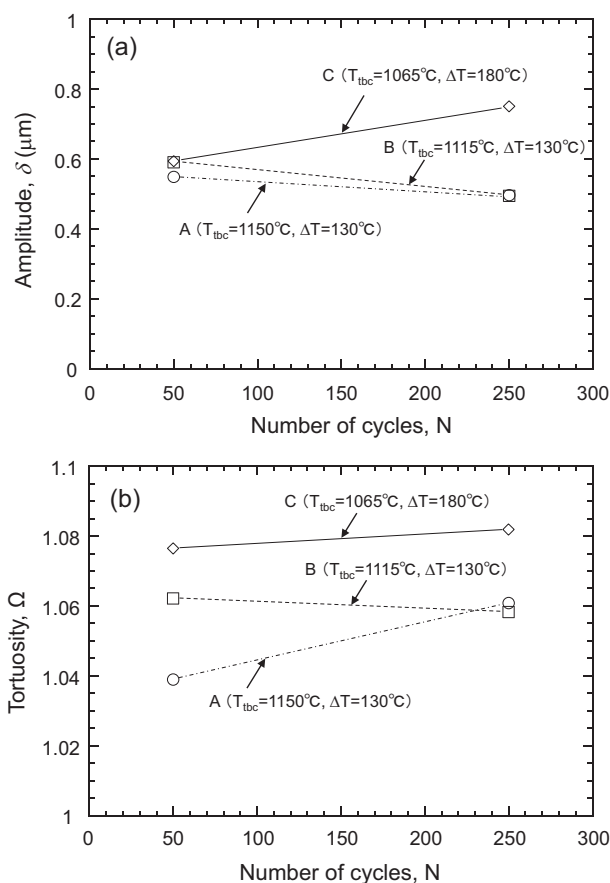 (a)
1
0.8
0.6
0.4
0.2
0
Amplitude, δ (μm)
C (T_tbc=1065℃, ΔT=180℃)
B (T_tbc=1115℃, ΔT=130℃)
A (T_tbc=1150℃, ΔT=130℃)
0 50 100 150 200 250 300
Number of cycles, N
(b)
1.1
1.08
1.06
1.04
1.02
1
Tortuosity, Ω
C (T_tbc=1065℃, ΔT=180℃)
B (T_tbc=1115℃, ΔT=130℃)
A (T_tbc=1150℃, ΔT=130℃)
0 50 100 150 200 250 300
Number of cycles, N